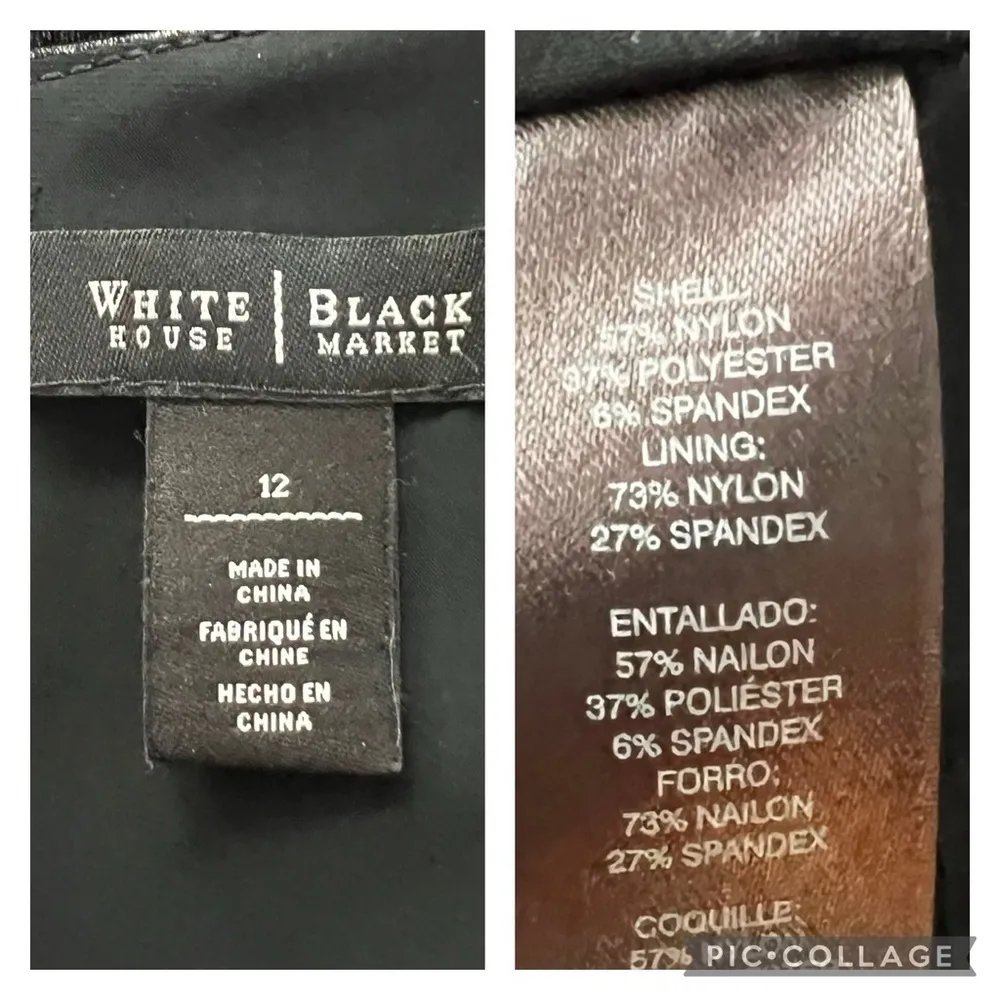 WHITE HOUSE | BLACK MARKET
12
MADE IN
CHINA
FABRIQUÉ EN
CHINE
HECHO EN
CHINA
SHELL:
57% NYLON
37% POLYESTER
6% SPANDEX
LINING:
73% NYLON
27% SPANDEX
ENTALLADO:
57% NAILON
37% POLIÉSTER
6% SPANDEX
FORRO:
73% NAILON
27% SPANDEX
COQUILLE:
57% NYLON
PIC•COLLAGE